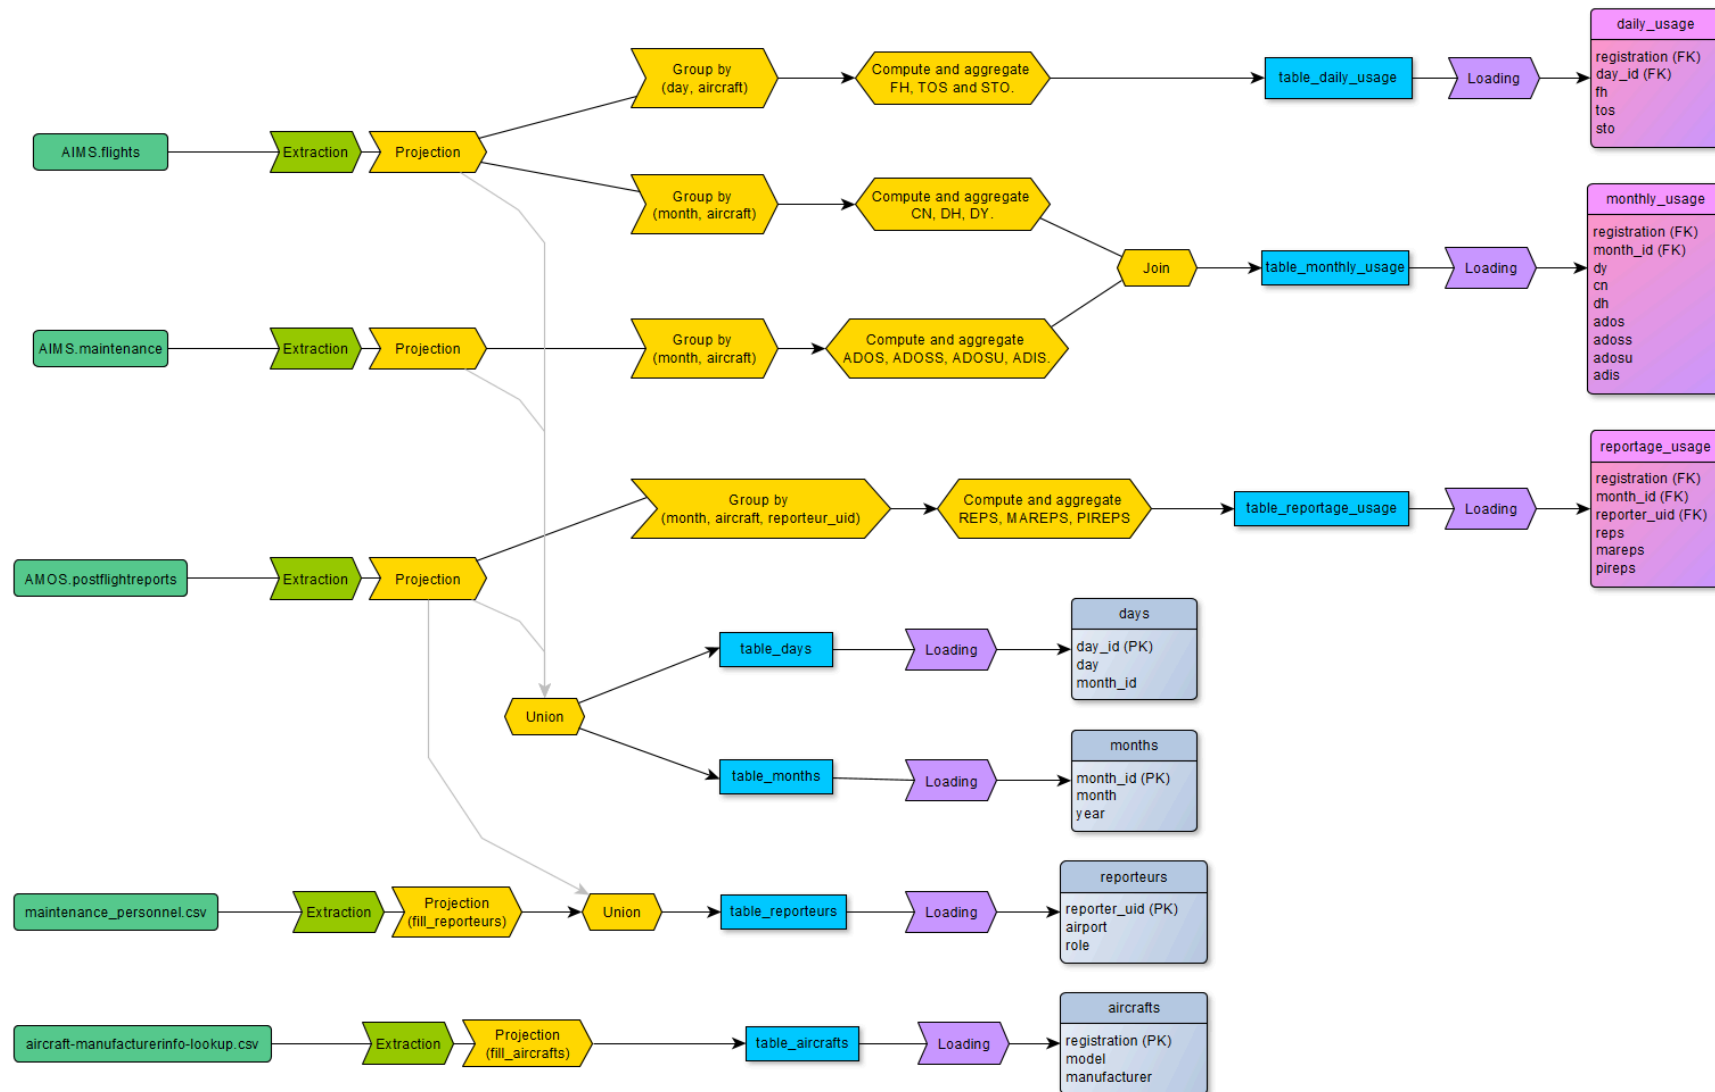 daily_usage
registration (FK)
day_id (FK)
fh
tos
sto
Group by
(day, aircraft)
Compute and aggregate
FH, TOS and STO.
table_daily_usage
Loading
AIMS.flights
Extraction
Projection
Group by
(month, aircraft)
Compute and aggregate
CN, DH, DY.
Join
table_monthly_usage
Loading
monthly_usage
registration (FK)
month_id (FK)
dy
cn
dh
ados
adoss
adosu
adis
AIMS.maintenance
Extraction
Projection
Group by
(month, aircraft)
Compute and aggregate
ADOS, ADOSS, ADOSU, ADIS.
reportage_usage
registration (FK)
month_id (FK)
reporter_uid (FK)
reps
mareps
pireps
Group by
(month, aircraft, reporteur_uid)
Compute and aggregate
REPS, MAREPS, PIREPS
table_reportage_usage
Loading
AMOS.postflightreports
Extraction
Projection
table_days
Loading
days
day_id (PK)
day
month_id
Union
table_months
Loading
months
month_id (PK)
month
year
maintenance_personnel.csv
Extraction
Projection
(fill_reporteurs)
Union
table_reporteurs
Loading
reporteurs
reporter_uid (PK)
airport
role
aircraft-manufacturerinfo-lookup.csv
Extraction
Projection
(fill_aircrafts)
table_aircrafts
Loading
aircrafts
registration (PK)
model
manufacturer